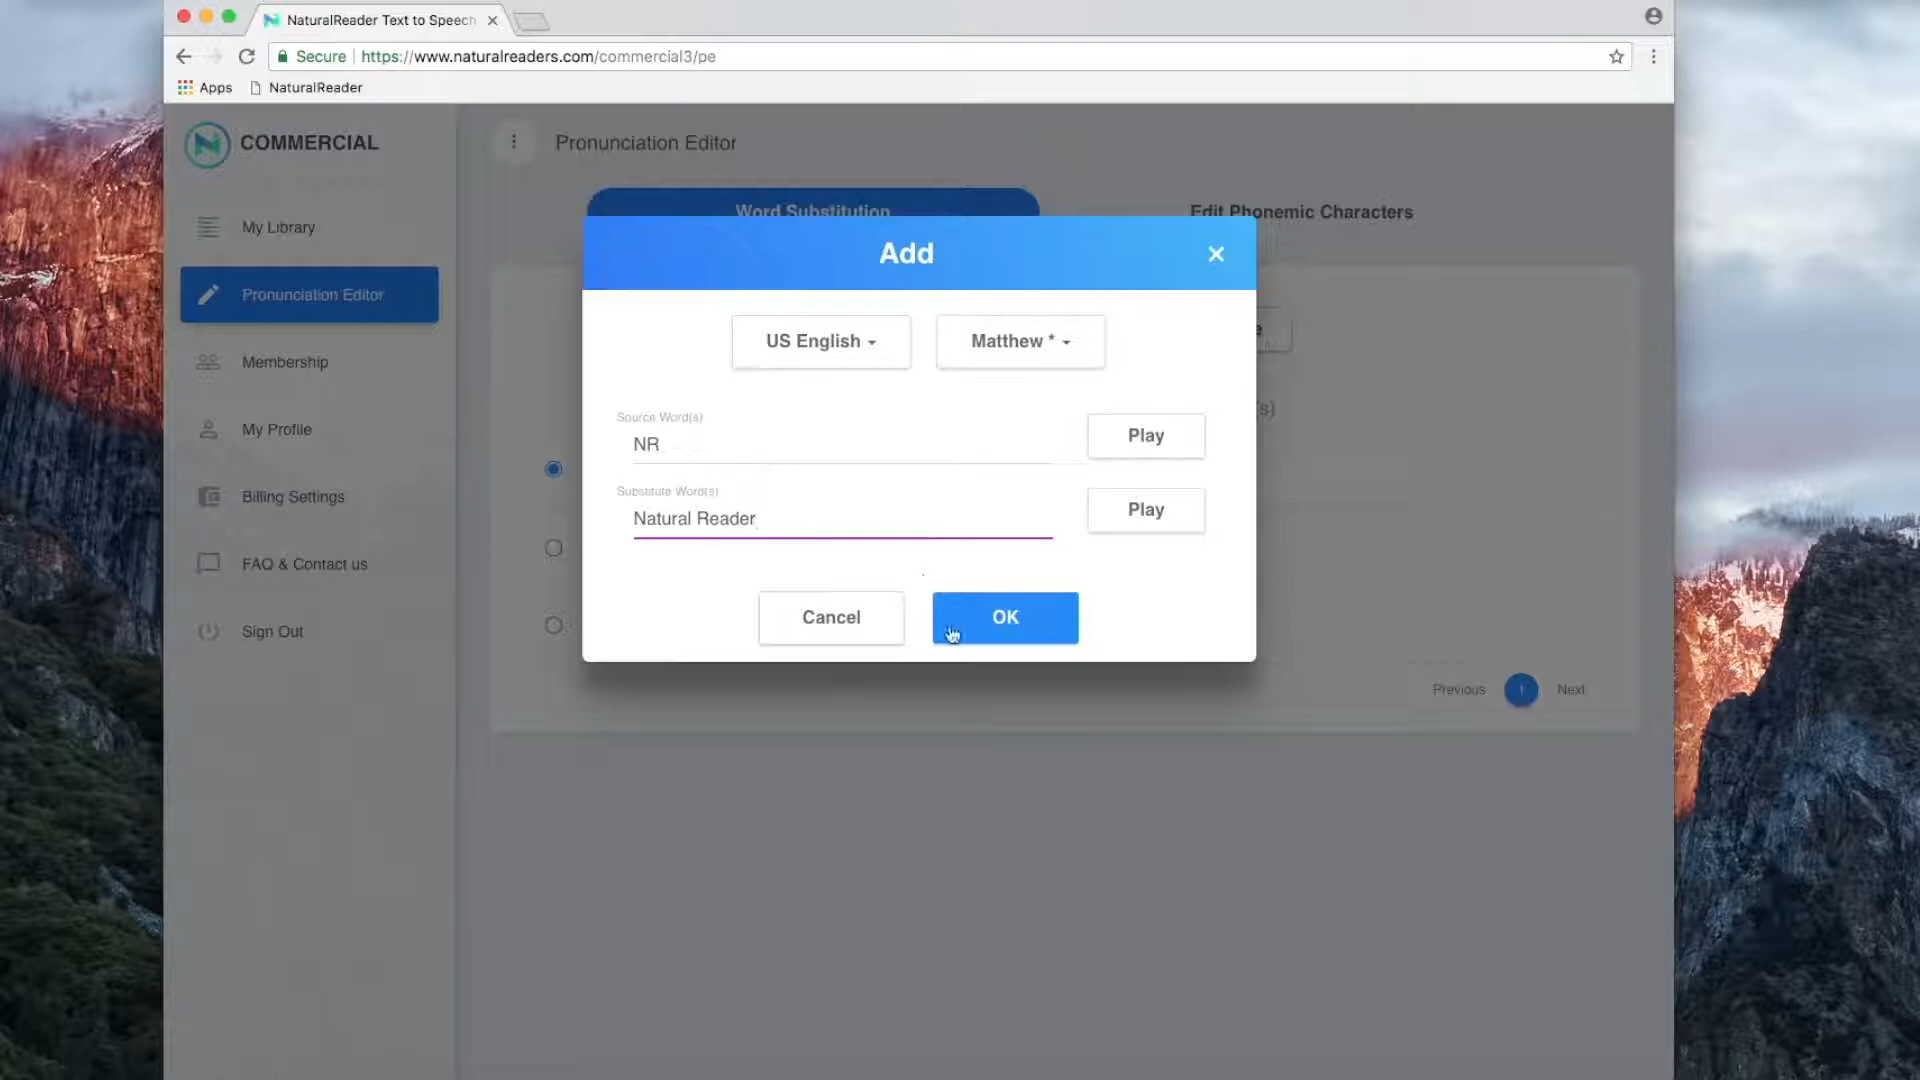 NaturalReader Text to Speech
Secure | https://www.naturalreaders.com/commercial3/pe
Apps NaturalReader
COMMERCIAL
Pronunciation Editor
Word Substitution
Edit Phonemic Characters
My Library
Pronunciation Editor
Membership
My Profile
Billing Settings
FAQ & Contact us
Sign Out
Add
US English
Matthew *
Source Word(s)
NR
Play
Substitute Word(s)
Natural Reader
Play
Cancel
OK
Previous 1 Next